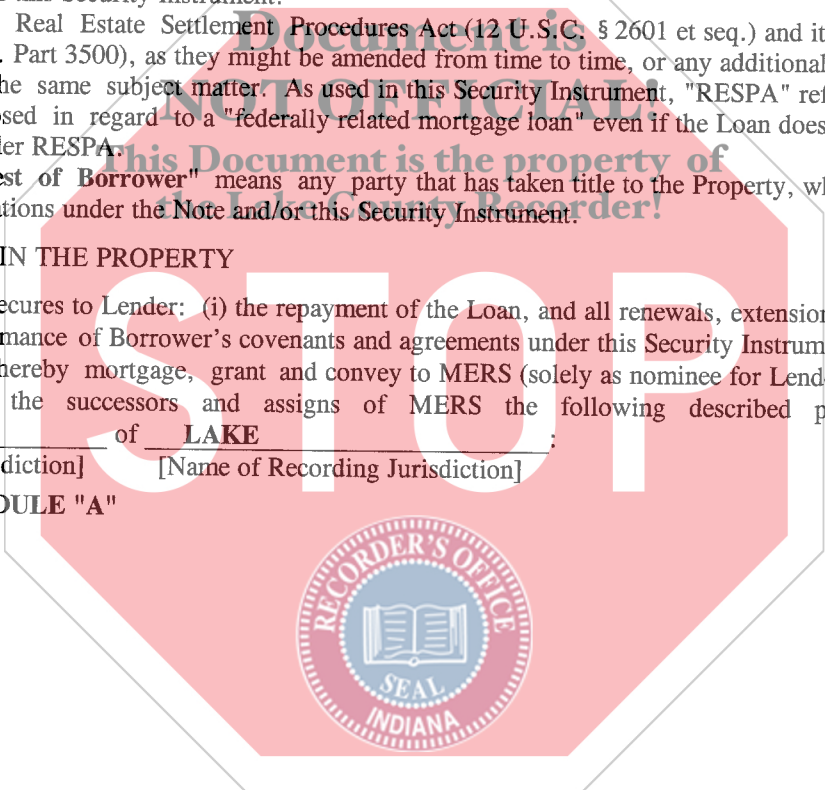 this Security Instrument.
Real Estate Settlement Procedures Act (12 U.S.C. § 2601 et seq.) and it
. Part 3500), as they might be amended from time to time, or any additional
he same subject matter. As used in this Security Instrument, "RESPA" ref
sed in regard to a "federally related mortgage loan" even if the Loan does
er RESPA.
est of Borrower" means any party that has taken title to the Property, wh
tions under the Note and/or this Security Instrument.
Document is
NOT OFFICIAL!
This Document is the property of
the Lake County Recorder!
IN THE PROPERTY
ecures to Lender: (i) the repayment of the Loan, and all renewals, extension
mance of Borrower's covenants and agreements under this Security Instrum
hereby mortgage, grant and convey to MERS (solely as nominee for Lend
the successors and assigns of MERS the following described p
of LAKE :
diction] [Name of Recording Jurisdiction]
DULE "A"
STOP
RECORDER'S OFFICE
SEAL
INDIANA